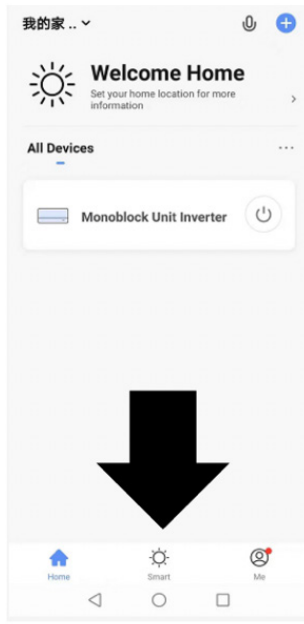 我的家 ..
Welcome Home
Set your home location for more
information
All Devices
Monoblock Unit Inverter
Home
Smart
Me